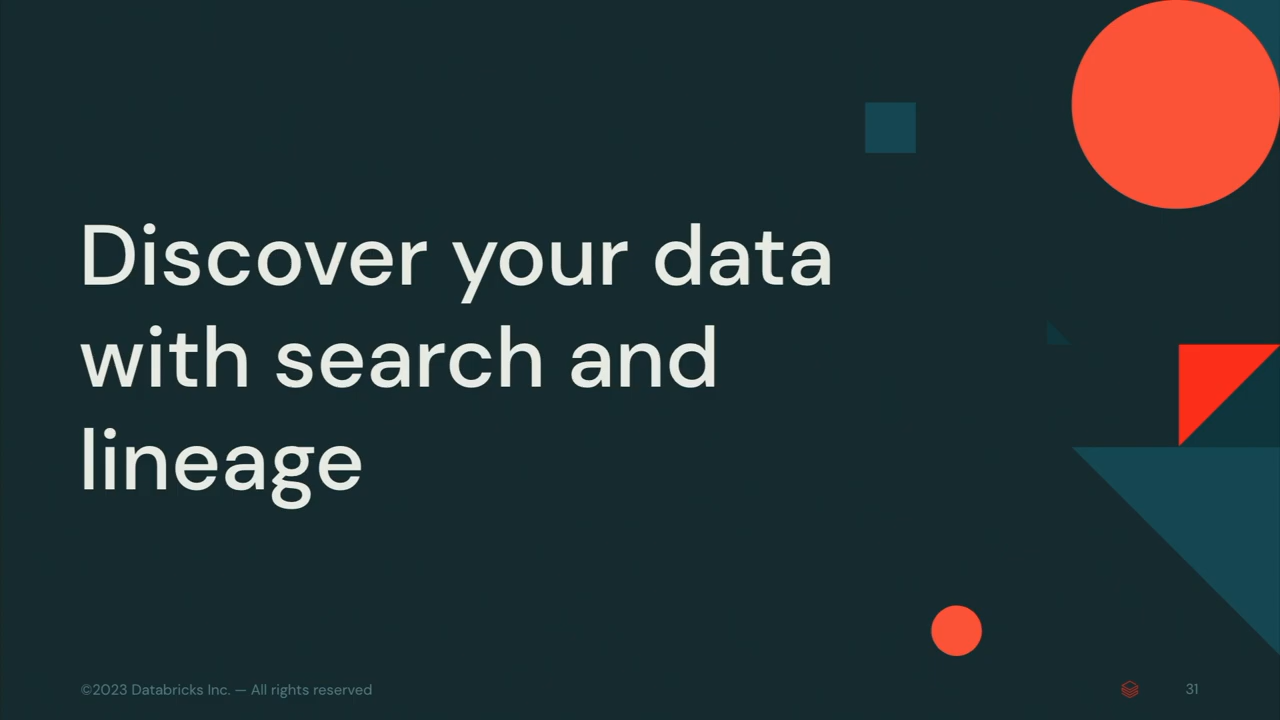 Discover your data
with search and
lineage
©2023 Databricks Inc. — All rights reserved
31